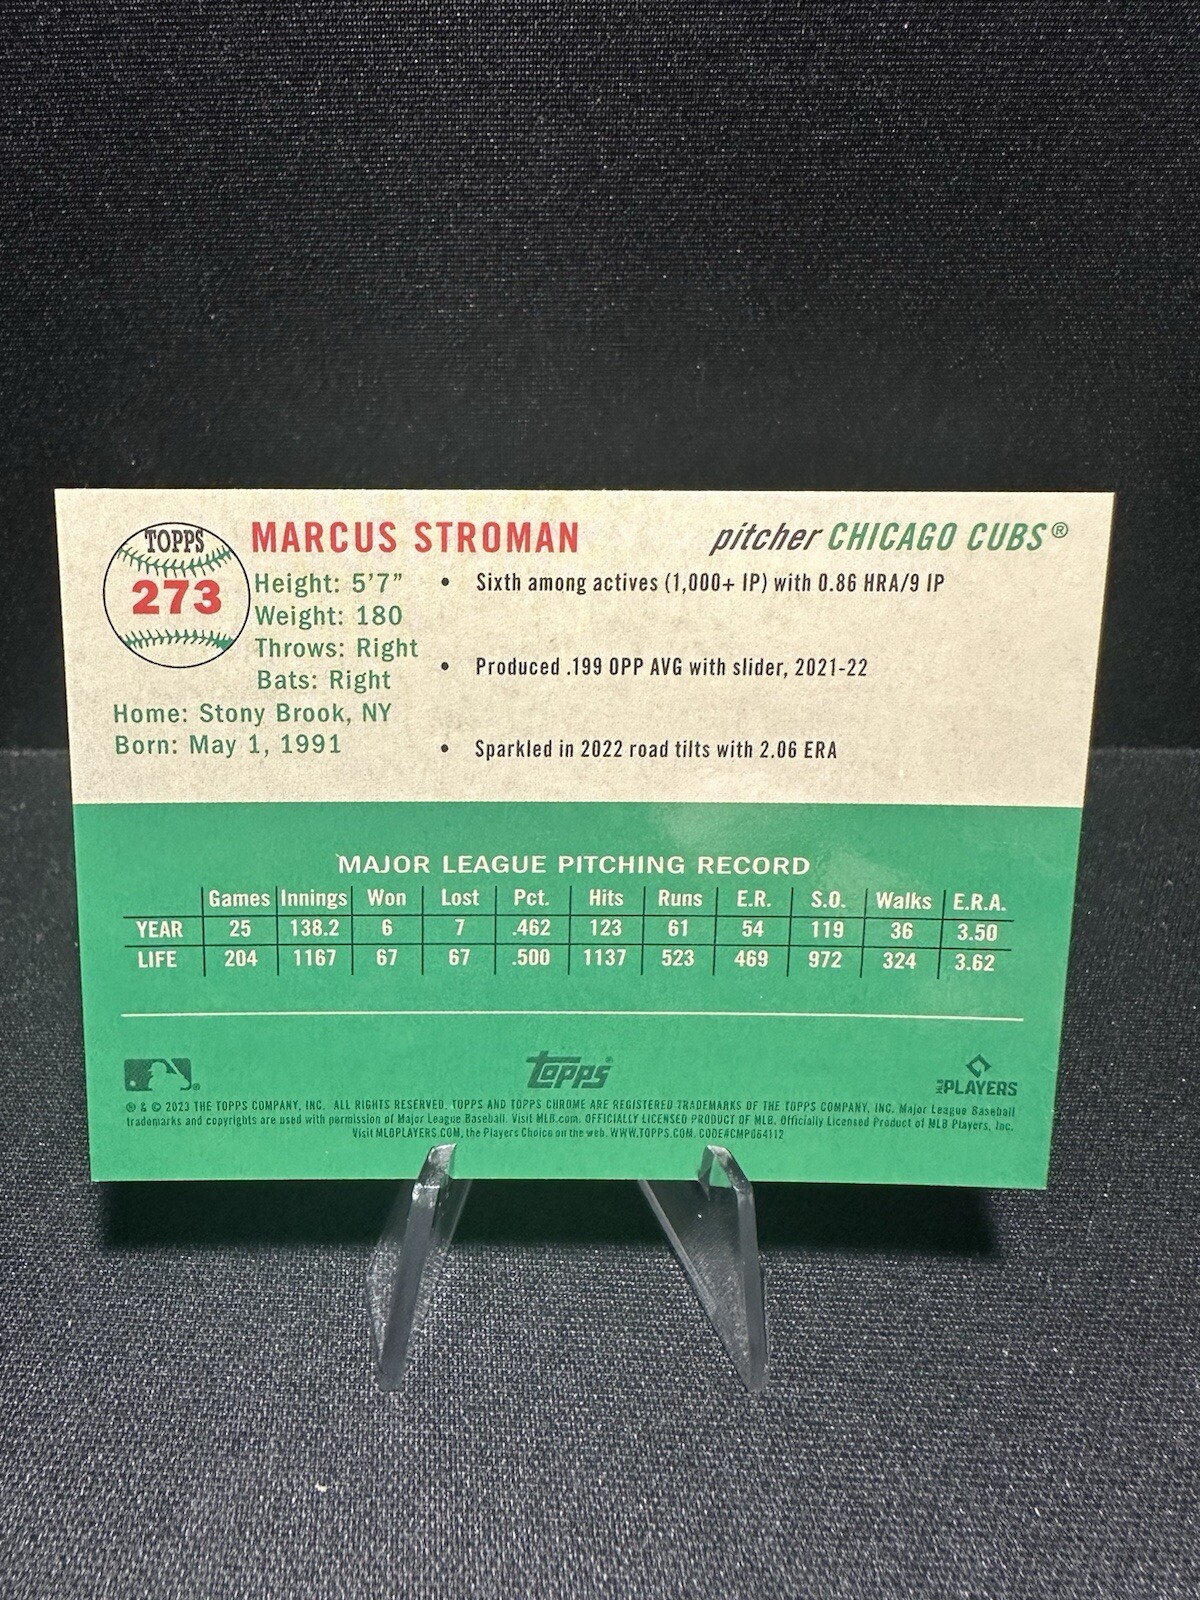 TOPPS
273
MARCUS STROMAN
pitcher CHICAGO CUBS®
Height: 5'7"
Weight: 180
Throws: Right
Bats: Right
Home: Stony Brook, NY
Born: May 1, 1991
• Sixth among actives (1,000+ IP) with 0.86 HRA/9 IP
• Produced .199 OPP AVG with slider, 2021-22
• Sparkled in 2022 road tilts with 2.06 ERA
MAJOR LEAGUE PITCHING RECORD
Games Innings Won Lost Pct. Hits Runs E.R. S.O. Walks E.R.A.
YEAR 25 138.2 6 7 .462 123 61 54 119 36 3.50
LIFE 204 1167 67 67 .500 1137 523 469 972 324 3.62
Topps®
MLB PLAYERS
® & © 2023 THE TOPPS COMPANY, INC. ALL RIGHTS RESERVED. TOPPS AND TOPPS CHROME ARE REGISTERED TRADEMARKS OF THE TOPPS COMPANY, INC. Major League Baseball
trademarks and copyrights are used with permission of Major League Baseball. Visit MLB.com. OFFICIALLY LICENSED PRODUCT OF MLB. Officially Licensed Product of MLB Players, Inc.
Visit MLBPLAYERS.COM, the Players Choice on the web. WWW.TOPPS.COM. CODE#CMP064112